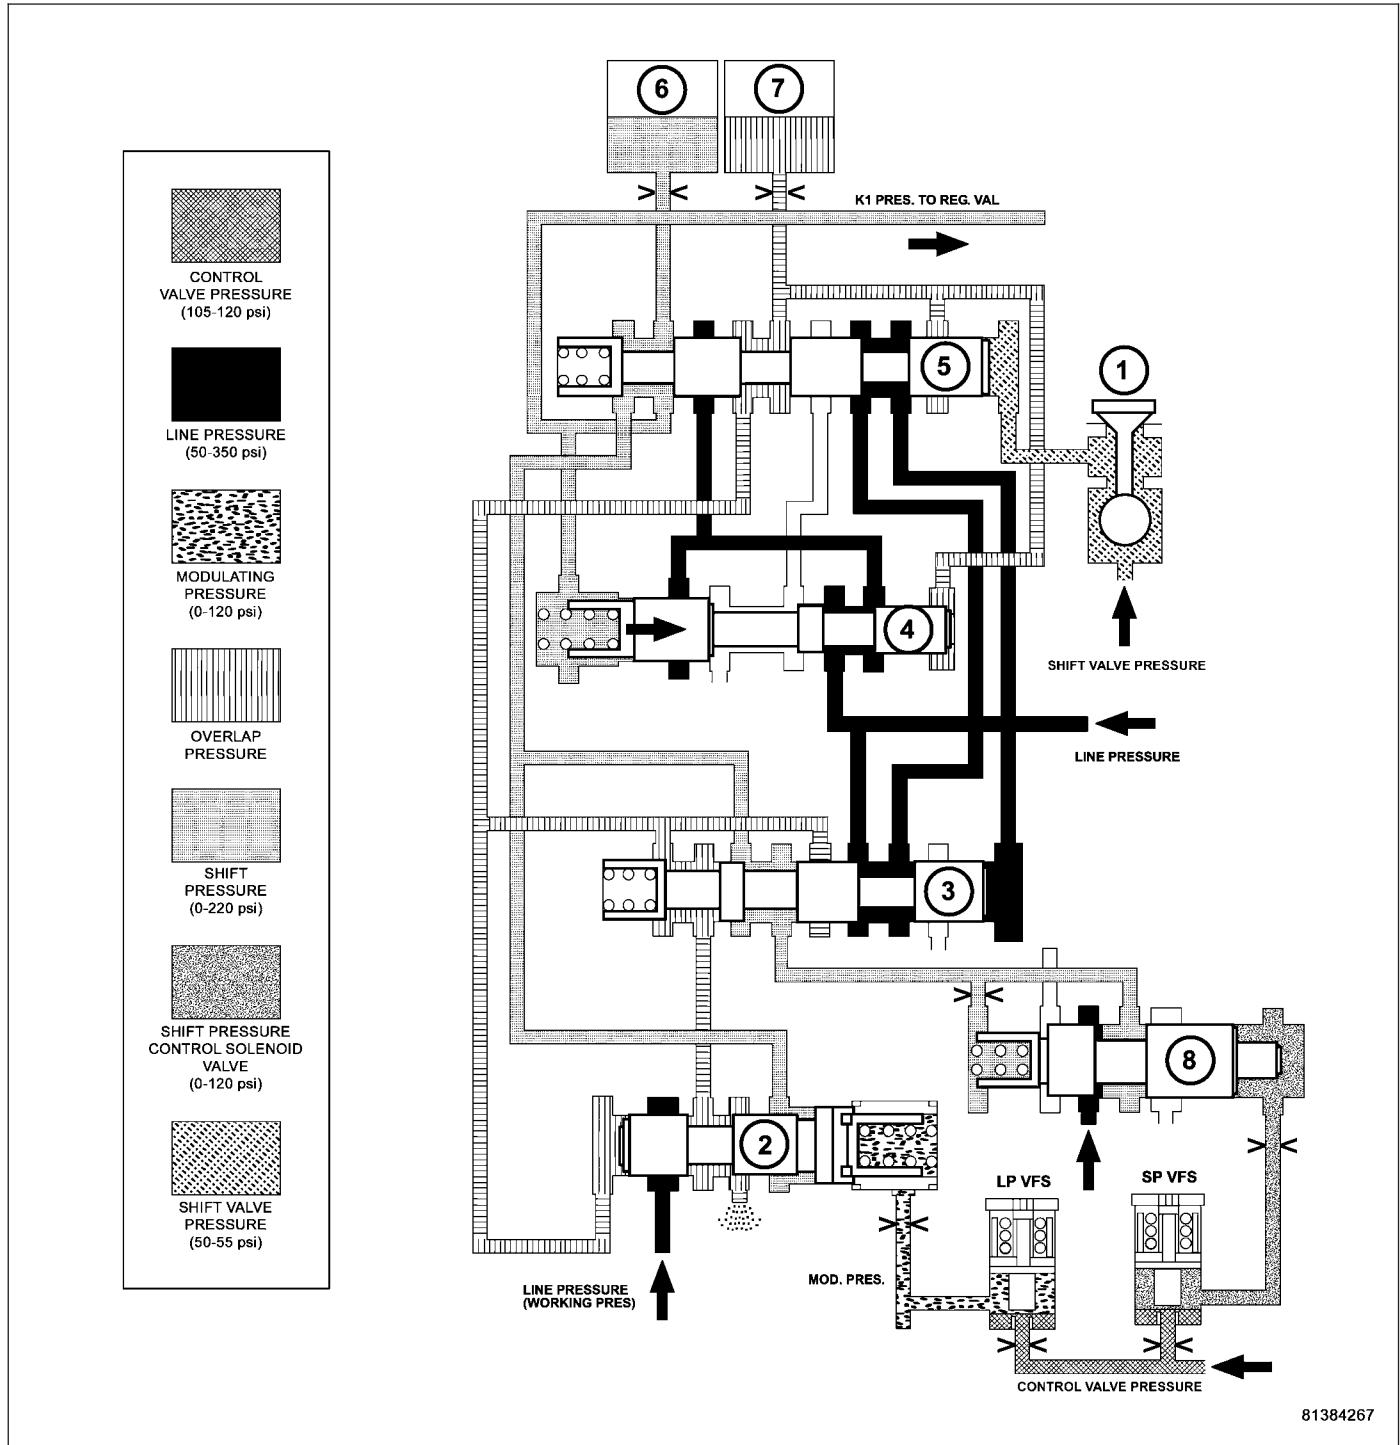 CONTROL
VALVE PRESSURE
(105-120 psi)
LINE PRESSURE
(50-350 psi)
MODULATING
PRESSURE
(0-120 psi)
OVERLAP
PRESSURE
SHIFT
PRESSURE
(0-220 psi)
SHIFT PRESSURE
CONTROL SOLENOID
VALVE
(0-120 psi)
SHIFT VALVE
PRESSURE
(50-55 psi)
6
7
K1 PRES. TO REG. VAL
5
1
4
SHIFT VALVE PRESSURE
LINE PRESSURE
3
8
2
LP VFS
SP VFS
MOD. PRES.
LINE PRESSURE
(WORKING PRES)
CONTROL VALVE PRESSURE
81384267